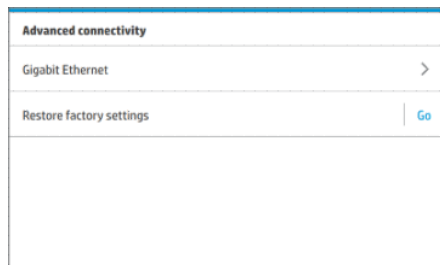 Advanced connectivity
Gigabit Ethernet
Restore factory settings Go